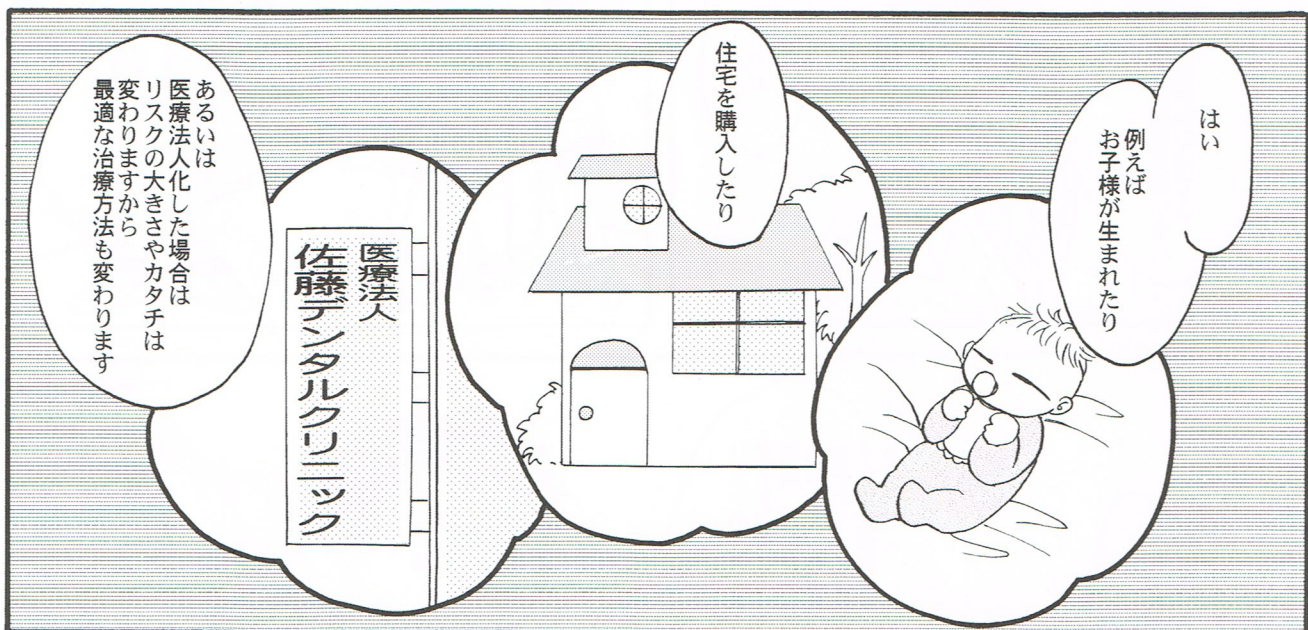 はい
例えば
お子様が生まれたり
住宅を購入したり
医療法人
佐藤デンタルクリニック
あるいは
医療法人化した場合は
リスクの大きさやカタチは
変わりますから
最適な治療方法も変わります